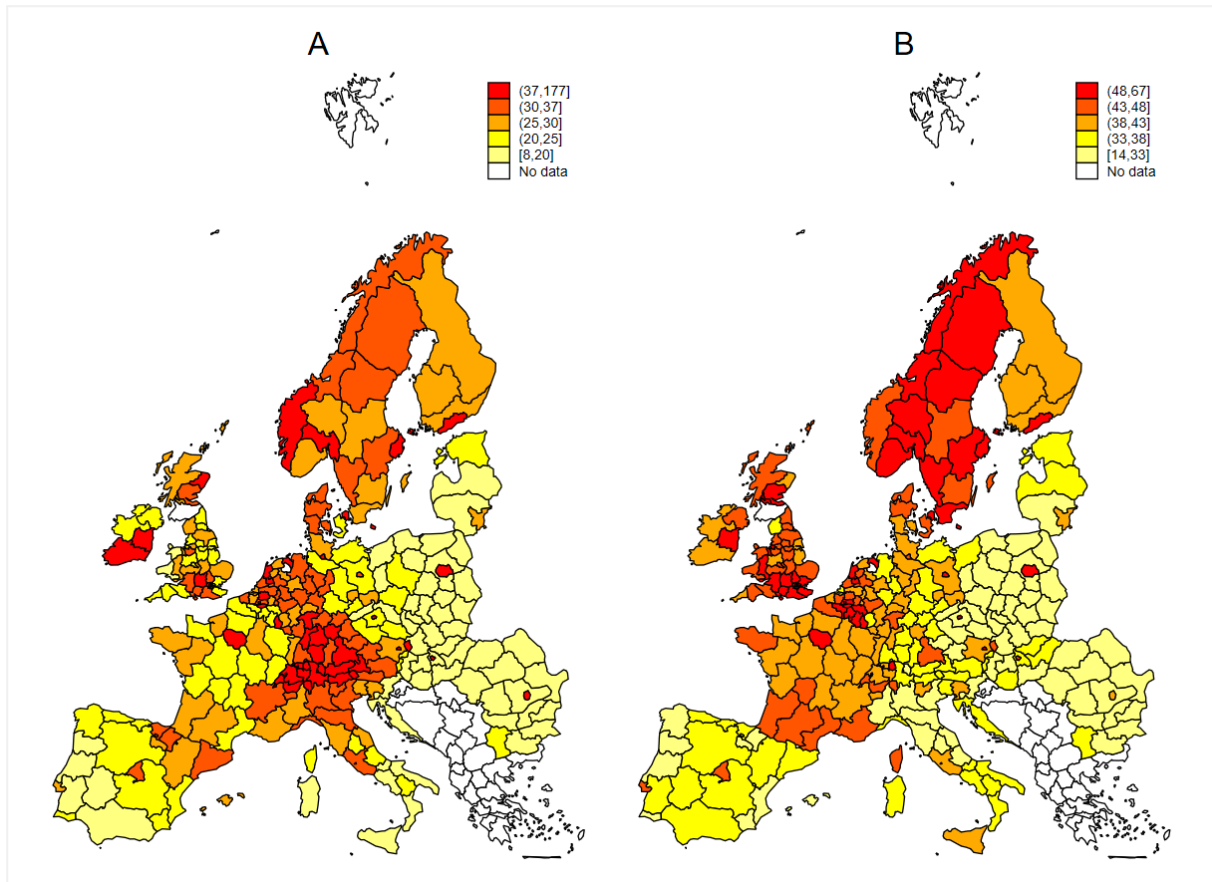 A
(37,177]
(30,37]
(25,30]
(20,25]
[8,20]
No data
B
(48,67]
(43,48]
(38,43]
(33,38]
[14,33]
No data